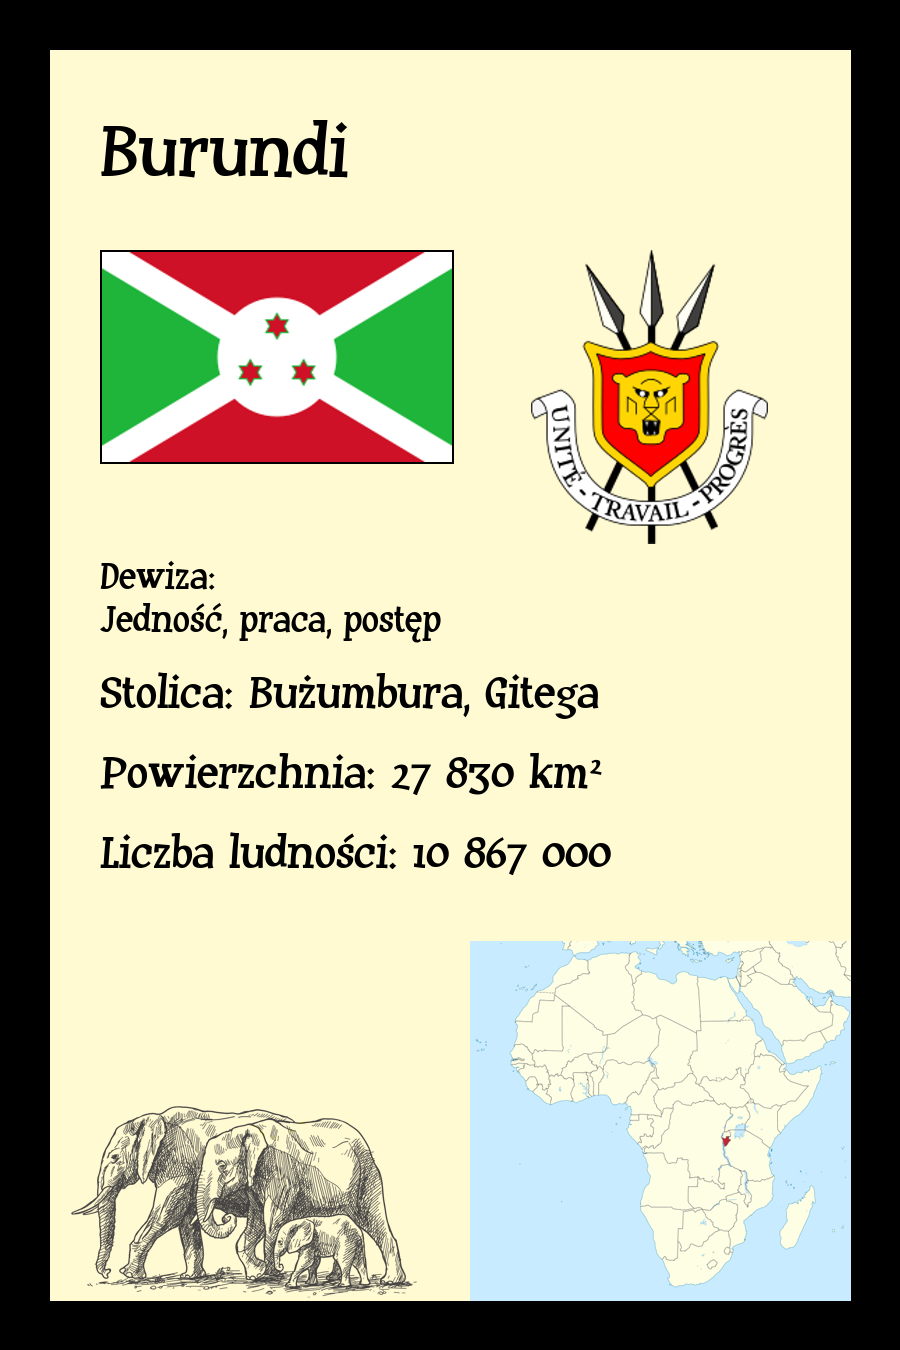 Burundi
UNITÉ - TRAVAIL - PROGRÈS
Dewiza:
Jedność, praca, postęp
Stolica: Bużumbura, Gitega
Powierzchnia: 27 830 km²
Liczba ludności: 10 867 000